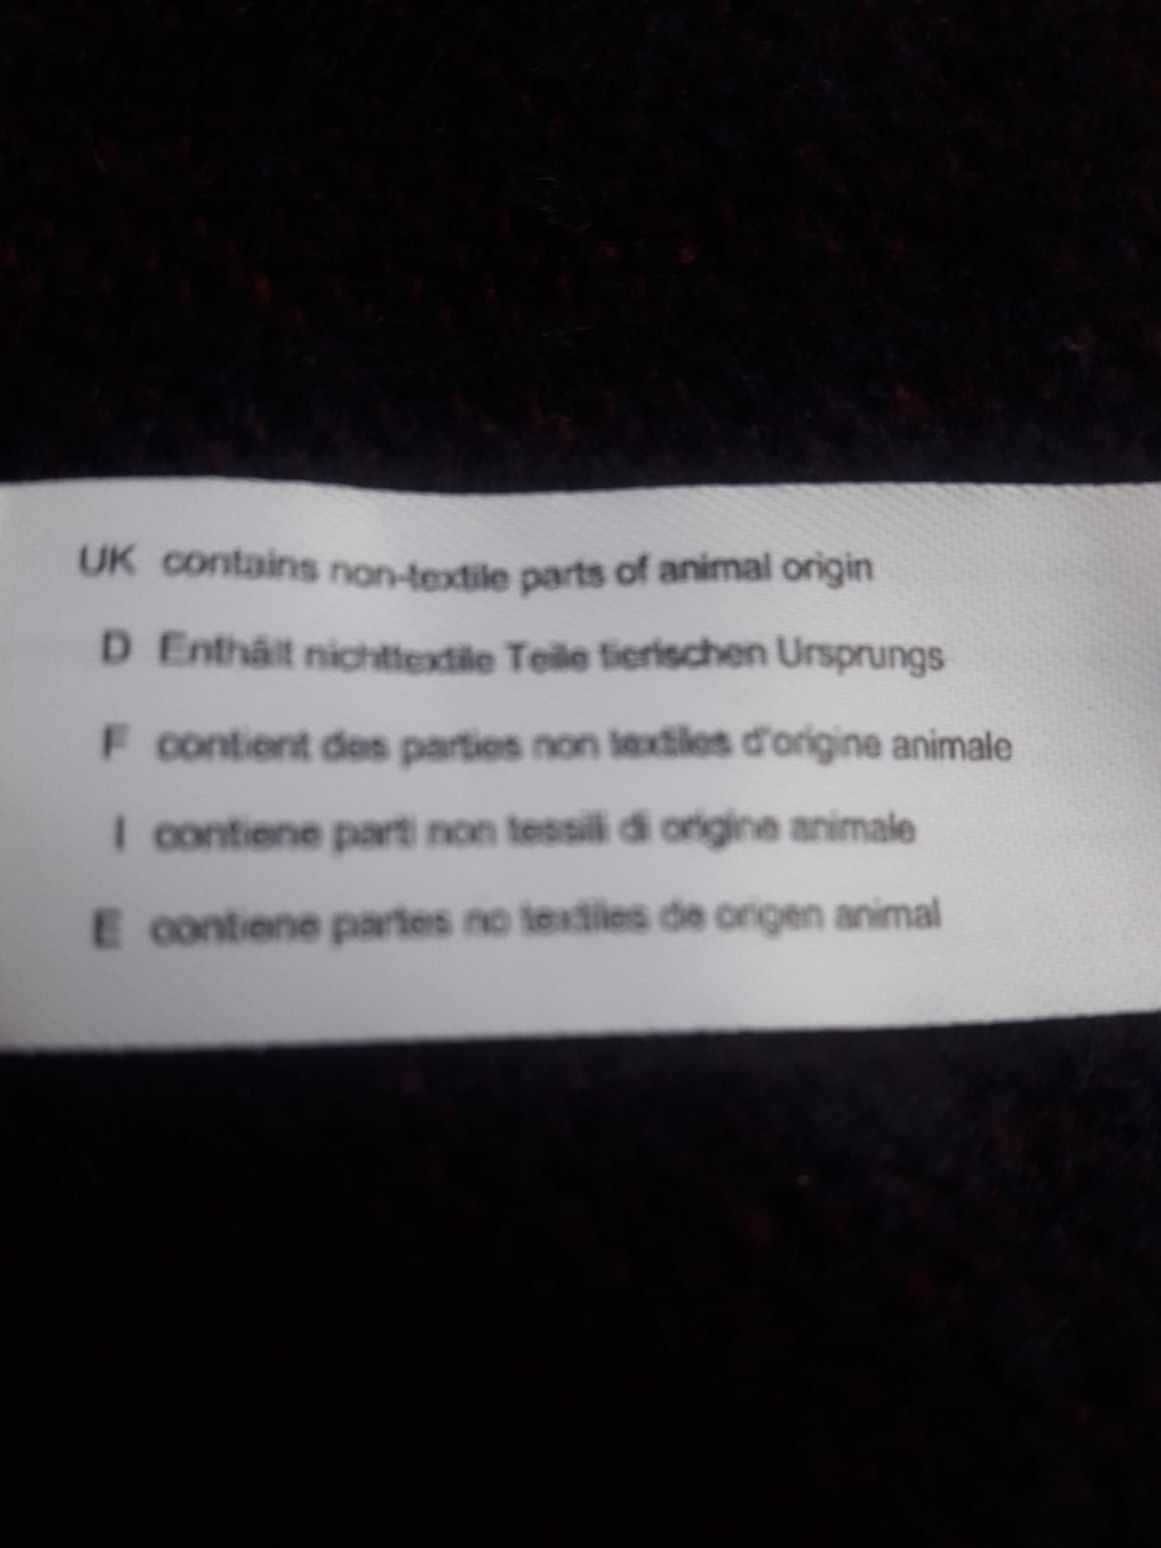 UK contains non-textile parts of animal origin
D Enthält nichttextile Teile tierischen Ursprungs
F contient des parties non textiles d'origine animale
I contiene parti non tessili di origine animale
E contiene partes no textiles de origen animal